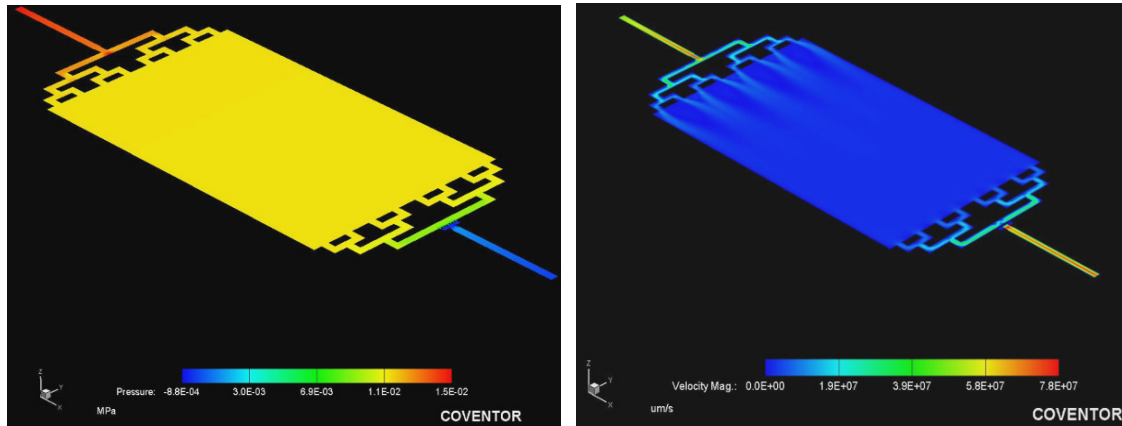 Z
Y
X
Pressure: -8.8E-04 3.0E-03 6.9E-03 1.1E-02 1.5E-02
MPa
COVENTOR
Z
Y
X
Velocity Mag.: 0.0E+00 1.9E+07 3.9E+07 5.8E+07 7.8E+07
um/s
COVENTOR